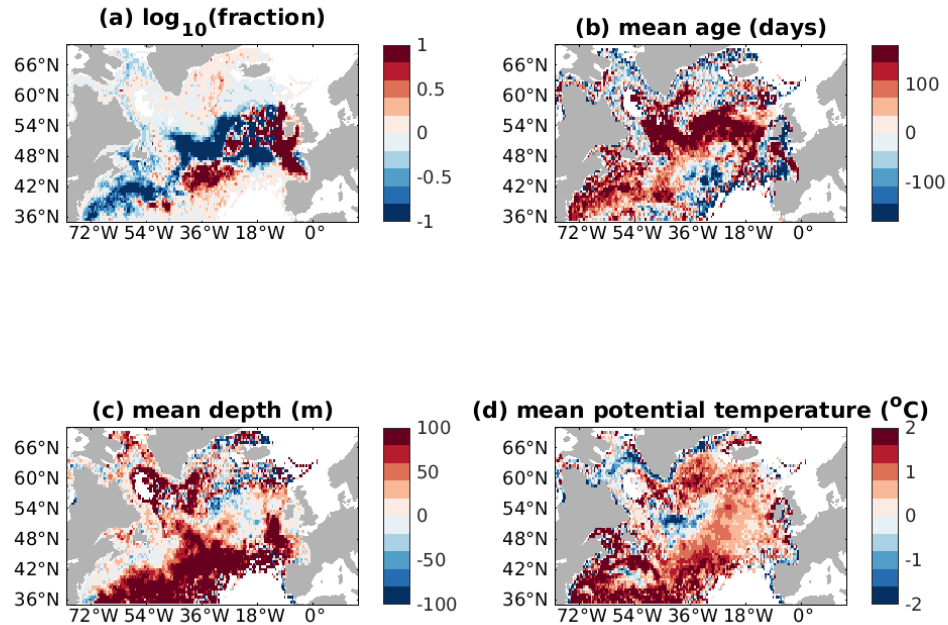 (a) log10(fraction)
66°N
60°N
54°N
48°N
42°N
36°N
72°W 54°W 36°W 18°W 0°
1
0.5
0
-0.5
-1
(b) mean age (days)
66°N
60°N
54°N
48°N
42°N
36°N
72°W 54°W 36°W 18°W 0°
100
0
-100
(c) mean depth (m)
66°N
60°N
54°N
48°N
42°N
36°N
72°W 54°W 36°W 18°W 0°
100
50
0
-50
-100
(d) mean potential temperature (°C)
66°N
60°N
54°N
48°N
42°N
36°N
72°W 54°W 36°W 18°W 0°
2
1
0
-1
-2